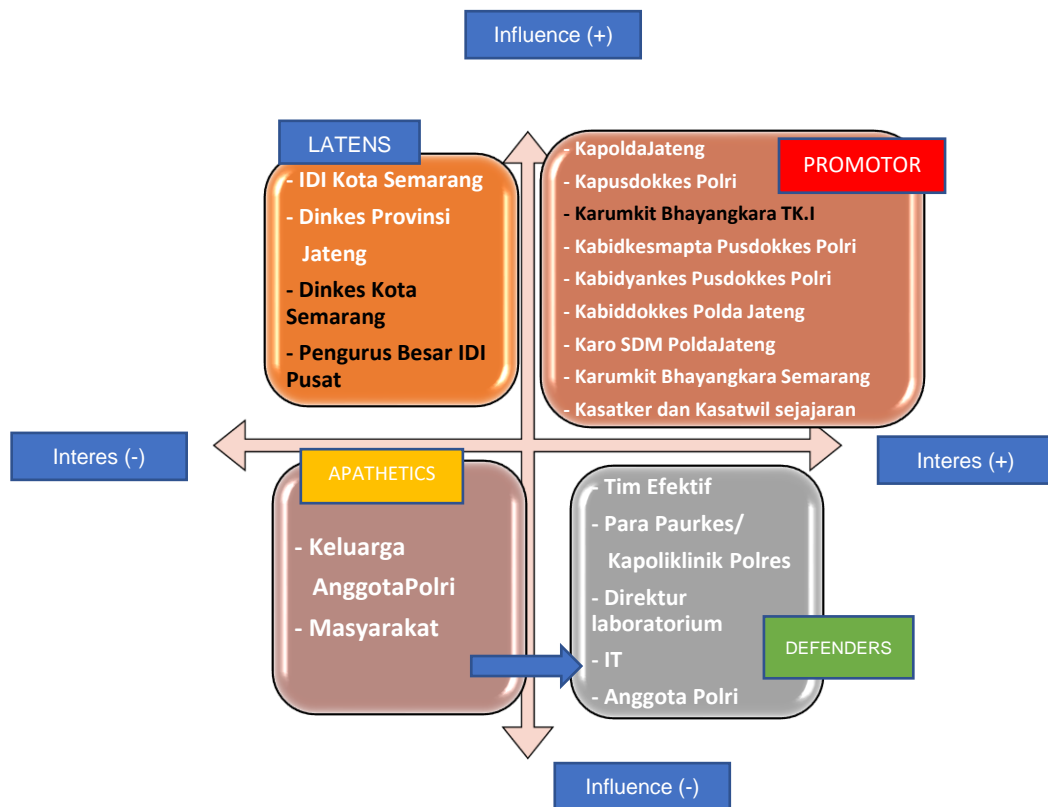 Influence (+)
LATENS
- IDI Kota Semarang
- Dinkes Provinsi
Jateng
- Dinkes Kota
Semarang
- Pengurus Besar IDI
Pusat
PROMOTOR
- KapoldaJateng
- Kapusdokkes Polri
- Karumkit Bhayangkara TK.I
- Kabidkesmapta Pusdokkes Polri
- Kabidyankes Pusdokkes Polri
- Kabiddokkes Polda Jateng
- Karo SDM PoldaJateng
- Karumkit Bhayangkara Semarang
- Kasatker dan Kasatwil sejajaran
Interes (-)
Interes (+)
APATHETICS
- Keluarga
AnggotaPolri
- Masyarakat
- Tim Efektif
- Para Paurkes/
Kapoliklinik Polres
- Direktur
laboratorium
- IT
- Anggota Polri
DEFENDERS
Influence (-)